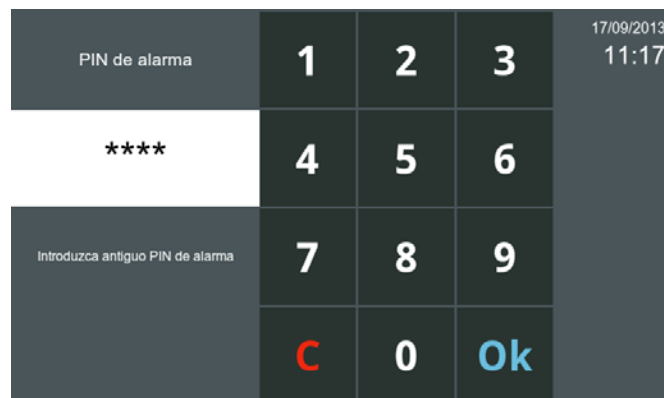 PIN de alarma
1 2 3
17/09/2013
11:17
****
4 5 6
Introduzca antiguo PIN de alarma
7 8 9
C 0 Ok